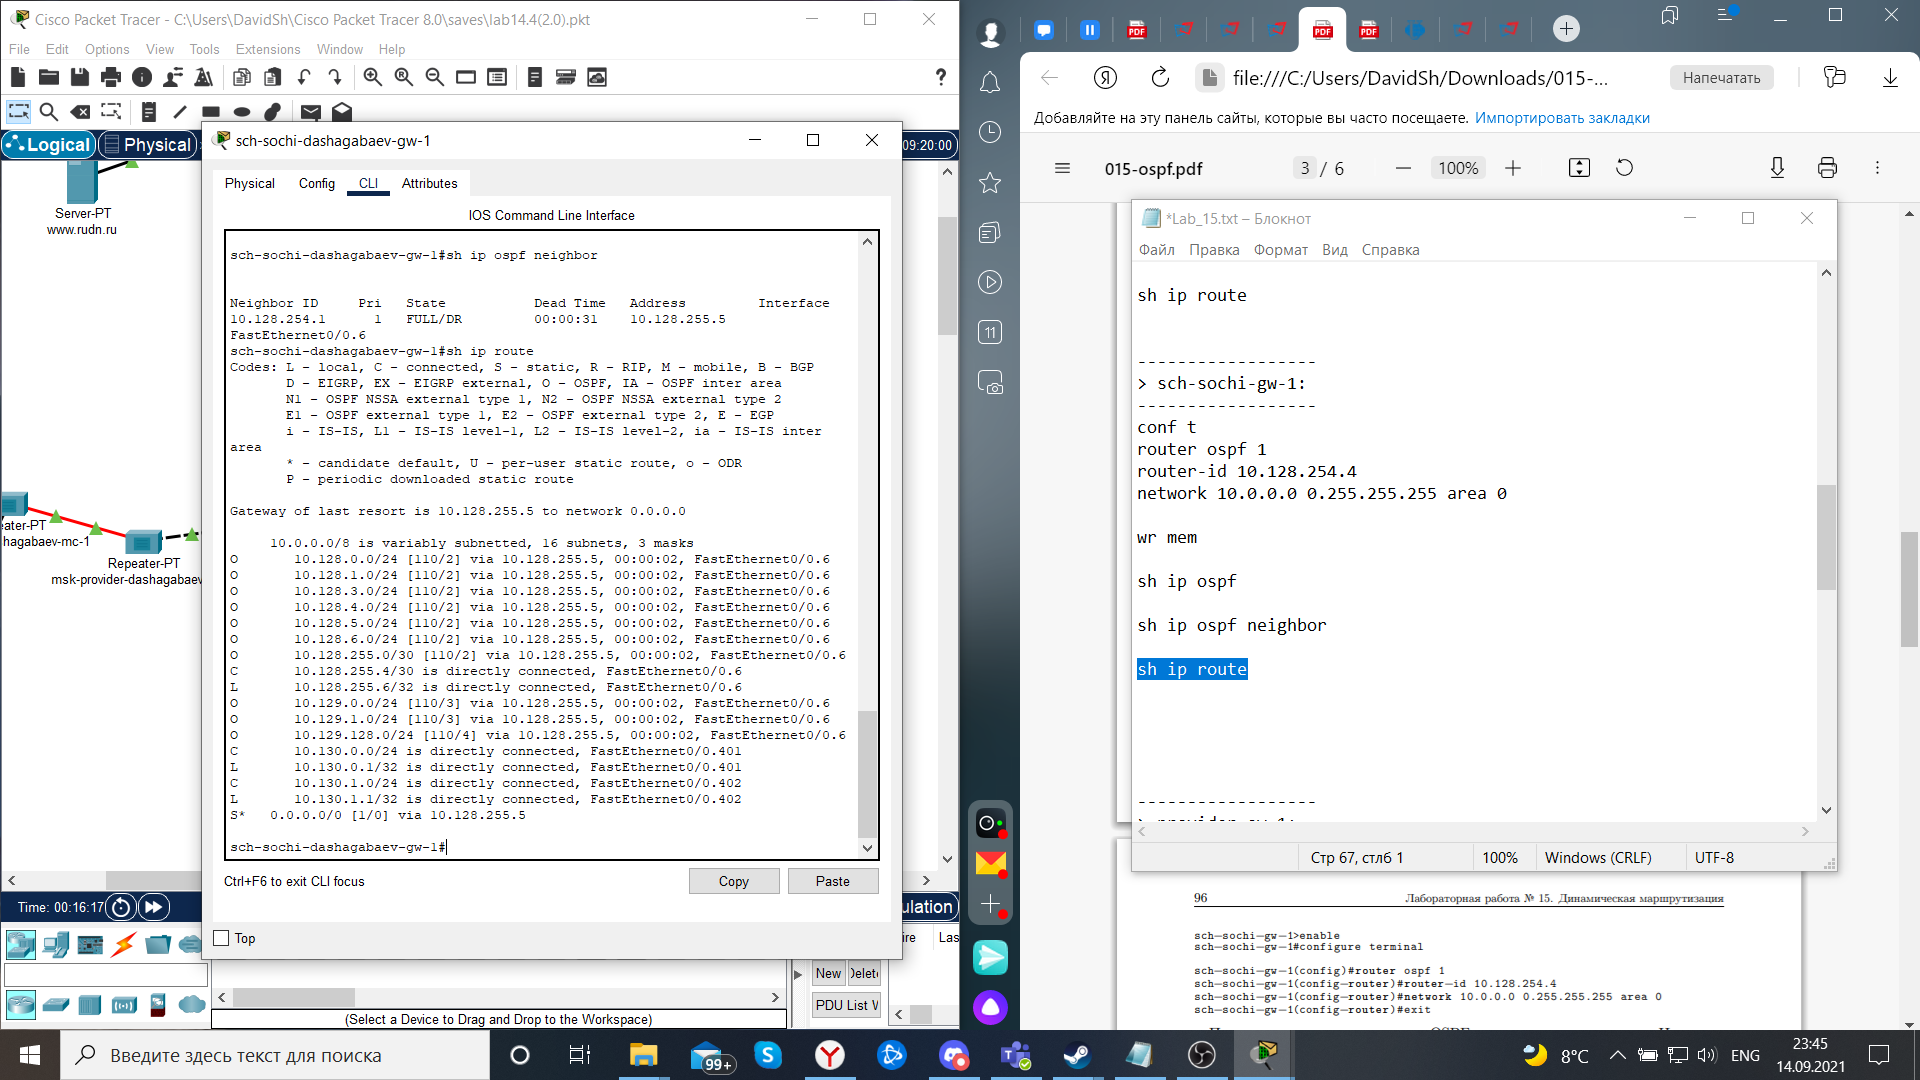 Cisco Packet Tracer - C:\Users\DavidSh\Cisco Packet Tracer 8.0\saves\lab14.4(2.0).pkt
File Edit Options View Tools Extensions Window Help
Logical
Physical
09:20:00
Server-PT
www.rudn.ru
eater-PT
hagabaev-mc-1
Repeater-PT
msk-provider-dashagabaev
sch-sochi-dashagabaev-gw-1
Physical Config CLI Attributes
IOS Command Line Interface
sch-sochi-dashagabaev-gw-1#sh ip ospf neighbor
Neighbor ID Pri State Dead Time Address Interface
10.128.254.1 1 FULL/DR 00:00:31 10.128.255.5
FastEthernet0/0.6
sch-sochi-dashagabaev-gw-1#sh ip route
Codes: L - local, C - connected, S - static, R - RIP, M - mobile, B - BGP
D - EIGRP, EX - EIGRP external, O - OSPF, IA - OSPF inter area
N1 - OSPF NSSA external type 1, N2 - OSPF NSSA external type 2
E1 - OSPF external type 1, E2 - OSPF external type 2, E - EGP
i - IS-IS, L1 - IS-IS level-1, L2 - IS-IS level-2, ia - IS-IS inter
area
* - candidate default, U - per-user static route, o - ODR
P - periodic downloaded static route
Gateway of last resort is 10.128.255.5 to network 0.0.0.0
10.0.0.0/8 is variably subnetted, 16 subnets, 3 masks
O 10.128.0.0/24 [110/2] via 10.128.255.5, 00:00:02, FastEthernet0/0.6
O 10.128.1.0/24 [110/2] via 10.128.255.5, 00:00:02, FastEthernet0/0.6
O 10.128.3.0/24 [110/2] via 10.128.255.5, 00:00:02, FastEthernet0/0.6
O 10.128.4.0/24 [110/2] via 10.128.255.5, 00:00:02, FastEthernet0/0.6
O 10.128.5.0/24 [110/2] via 10.128.255.5, 00:00:02, FastEthernet0/0.6
O 10.128.6.0/24 [110/2] via 10.128.255.5, 00:00:02, FastEthernet0/0.6
O 10.128.255.0/30 [110/2] via 10.128.255.5, 00:00:02, FastEthernet0/0.6
C 10.128.255.4/30 is directly connected, FastEthernet0/0.6
L 10.128.255.6/32 is directly connected, FastEthernet0/0.6
O 10.129.0.0/24 [110/3] via 10.128.255.5, 00:00:02, FastEthernet0/0.6
O 10.129.1.0/24 [110/3] via 10.128.255.5, 00:00:02, FastEthernet0/0.6
O 10.129.128.0/24 [110/4] via 10.128.255.5, 00:00:02, FastEthernet0/0.6
C 10.130.0.0/24 is directly connected, FastEthernet0/0.401
L 10.130.0.1/32 is directly connected, FastEthernet0/0.401
C 10.130.1.0/24 is directly connected, FastEthernet0/0.402
L 10.130.1.1/32 is directly connected, FastEthernet0/0.402
S* 0.0.0.0/0 [1/0] via 10.128.255.5
sch-sochi-dashagabaev-gw-1#
Ctrl+F6 to exit CLI focus
Copy
Paste
Top
Time: 00:16:17
ulation
ire Las
New
Delet
PDU List W
(Select a Device to Drag and Drop to the Workspace)
11
file:///C:/Users/DavidSh/Downloads/015-...
Напечатать
Добавляйте на эту панель сайты, которые вы часто посещаете. Импортировать закладки
015-ospf.pdf
3 / 6
100%
*Lab_15.txt – Блокнот
Файл Правка Формат Вид Справка
sh ip route
------------------
> sch-sochi-gw-1:
------------------
conf t
router ospf 1
router-id 10.128.254.4
network 10.0.0.0 0.255.255.255 area 0
wr mem
sh ip ospf
sh ip ospf neighbor
sh ip route
------------------
> provider-gw-1:
Стр 67, стлб 1
100%
Windows (CRLF)
UTF-8
96 Лабораторная работа № 15. Динамическая маршрутизация
sch-sochi-gw-1>enable
sch-sochi-gw-1#configure terminal
sch-sochi-gw-1(config)#router ospf 1
sch-sochi-gw-1(config-router)#router-id 10.128.254.4
sch-sochi-gw-1(config-router)#network 10.0.0.0 0.255.255.255 area 0
sch-sochi-gw-1(config-router)#exit
Введите здесь текст для поиска
99+
8°C
ENG
23:45
14.09.2021